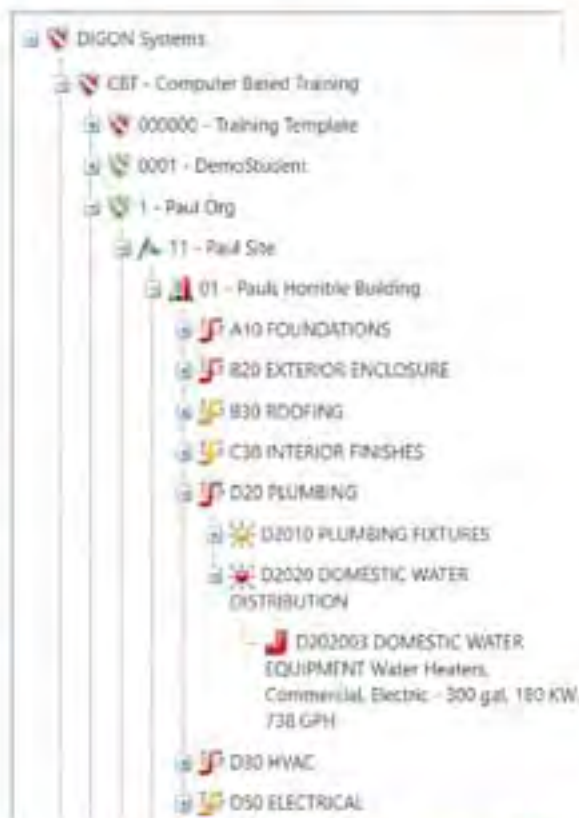 DIGON Systems
CBT - Computer Based Training
000000 - Training Template
0001 - DemoStudent
1 - Paul Org
11 - Paul Site
01 - Pauls Horrible Building
A10 FOUNDATIONS
B20 EXTERIOR ENCLOSURE
B30 ROOFING
C30 INTERIOR FINISHES
D20 PLUMBING
D2010 PLUMBING FIXTURES
D2020 DOMESTIC WATER
DISTRIBUTION
D202003 DOMESTIC WATER
EQUIPMENT Water Heaters,
Commercial, Electric - 300 gal, 180 KW,
738 GPH
D30 HVAC
D50 ELECTRICAL